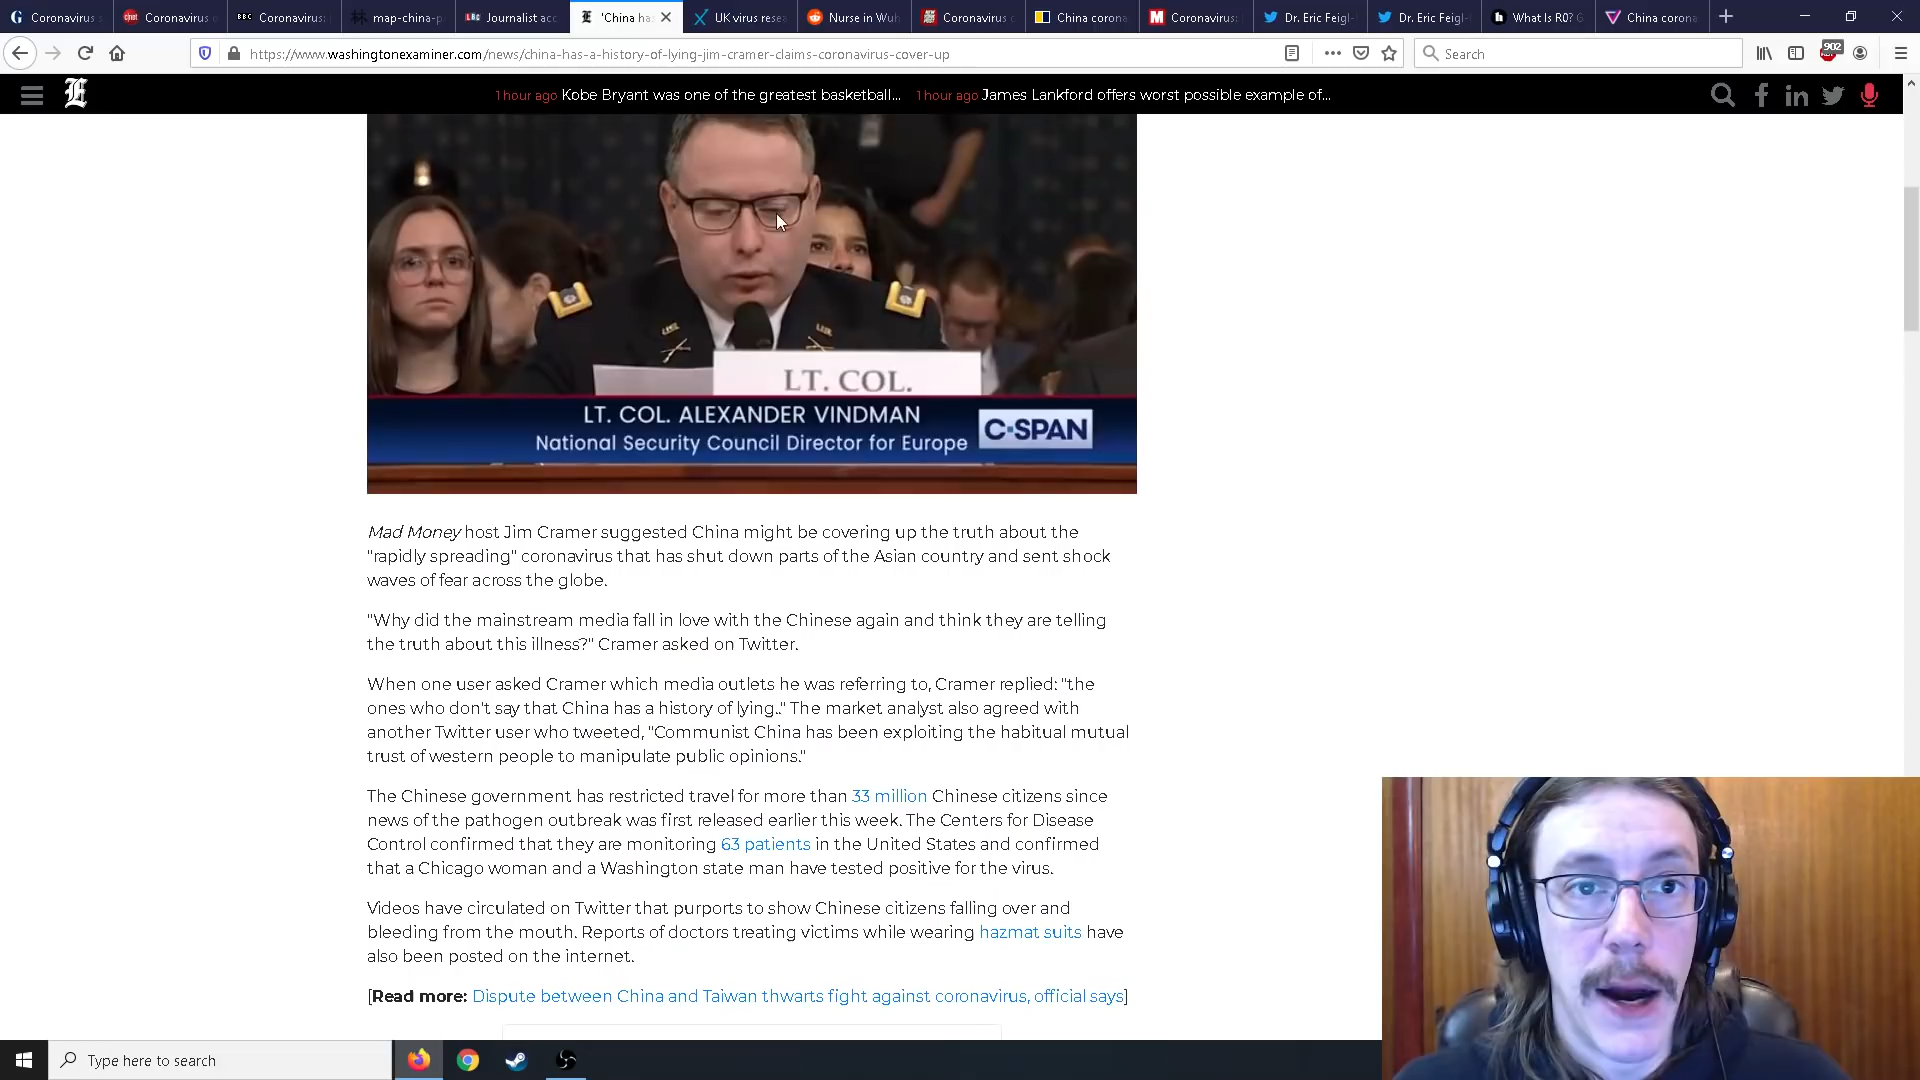 Coronavirus s
Coronavirus o
BBC Coronavirus:
map-china-p
LBC Journalist acc
'China ha
UK virus resea
Nurse in Wuh
Coronavirus c
China corona
Coronavirus:
Dr. Eric Feigl-
Dr. Eric Feigl-
What Is R0? G
China corona
https://www.washingtonexaminer.com/news/china-has-a-history-of-lying-jim-cramer-claims-coronavirus-cover-up
Search
902
1 hour ago Kobe Bryant was one of the greatest basketball... 1 hour ago James Lankford offers worst possible example of...
LT. COL.
LT. COL. ALEXANDER VINDMAN
National Security Council Director for Europe
C-SPAN
Mad Money host Jim Cramer suggested China might be covering up the truth about the
"rapidly spreading" coronavirus that has shut down parts of the Asian country and sent shock
waves of fear across the globe.
"Why did the mainstream media fall in love with the Chinese again and think they are telling
the truth about this illness?" Cramer asked on Twitter.
When one user asked Cramer which media outlets he was referring to, Cramer replied: "the
ones who don't say that China has a history of lying.." The market analyst also agreed with
another Twitter user who tweeted, "Communist China has been exploiting the habitual mutual
trust of western people to manipulate public opinions."
The Chinese government has restricted travel for more than 33 million Chinese citizens since
news of the pathogen outbreak was first released earlier this week. The Centers for Disease
Control confirmed that they are monitoring 63 patients in the United States and confirmed
that a Chicago woman and a Washington state man have tested positive for the virus.
Videos have circulated on Twitter that purports to show Chinese citizens falling over and
bleeding from the mouth. Reports of doctors treating victims while wearing hazmat suits have
also been posted on the internet.
[Read more: Dispute between China and Taiwan thwarts fight against coronavirus, official says]
Type here to search